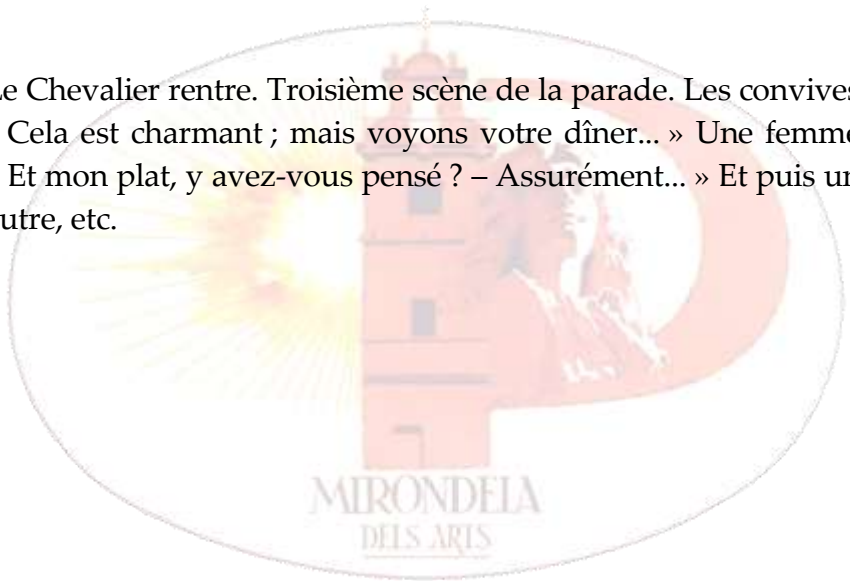 e Chevalier rentre. Troisième scène de la parade. Les convives
Cela est charmant ; mais voyons votre dîner... » Une femme
Et mon plat, y avez-vous pensé ? – Assurément... » Et puis un
utre, etc.
MIRONDELA
DELS ARTS